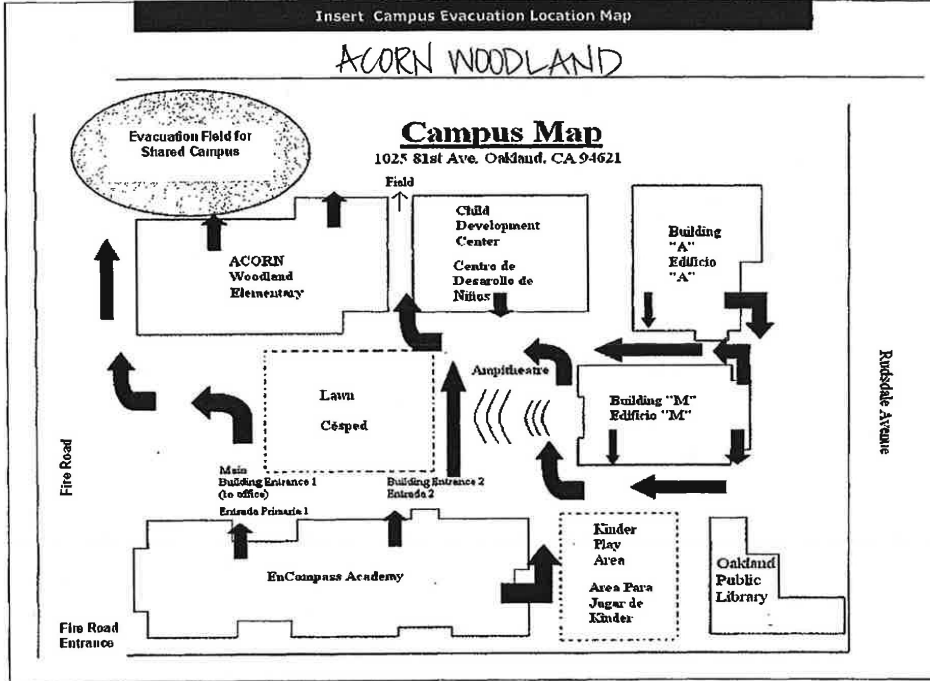 Insert Campus Evacuation Location Map
ACORN WOODLAND
Evacuation Field for
Shared Campus
Campus Map
1025 81st Ave, Oakland, CA 94621
Field
ACORN
Woodland
Elementary
Child
Development
Center
Centro de
Desarollo de
Niños
Building
"A"
Edificio
"A"
Lawn
Césped
Ampitheatre
Building "M"
Edificio "M"
Rudsdale Avenue
Fire Road
Main
Building Entrance 1
(to office)
Entrada Primaria 1
Building Entrance 2
Entrada 2
EnCompass Academy
Kinder
Play
Area
Area Para
Jugar de
Kinder
Oakland
Public
Library
Fire Road
Entrance